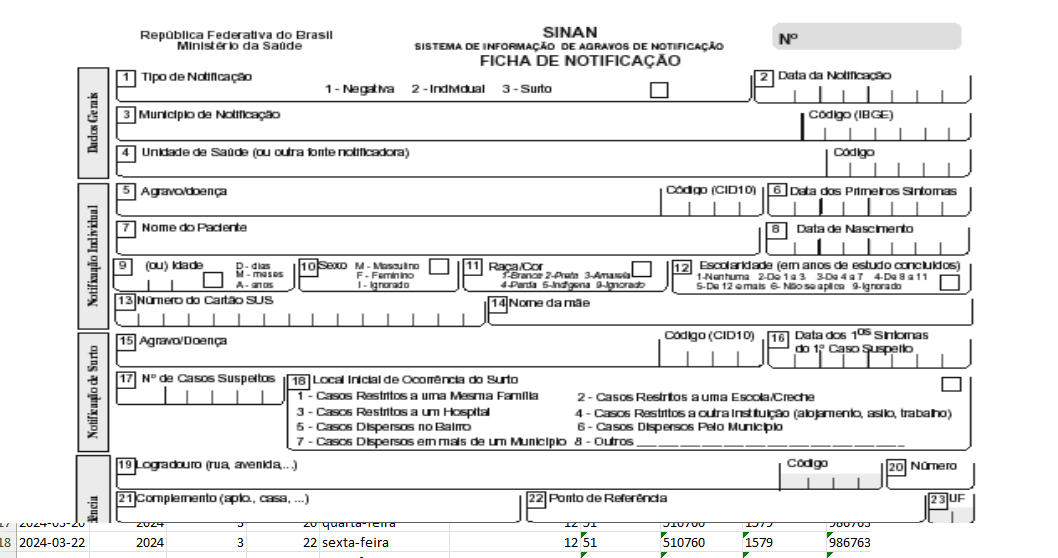 República Federativa do Brasil
Ministério da Saúde
SINAN
SISTEMA DE INFORMAÇÃO DE AGRAVOS DE NOTIFICAÇÃO
FICHA DE NOTIFICAÇÃO
Nº
Dados Gerais
1 Tipo de Notificação
1 - Negativa 2 - Individual 3 - Surto
2 Data da Notificação
3 Município de Notificação
Código (IBGE)
4 Unidade de Saúde (ou outra fonte notificadora)
Código
Notificação Individual
5 Agravo/doença
Código (CID10)
6 Data dos Primeiros Sintomas
7 Nome do Paciente
8 Data de Nascimento
9 (ou) Idade
D - dias
M - meses
A - anos
10 Sexo M - Masculino
F - Feminino
I - Ignorado
11 Raça/Cor
1-Branca 2-Preta 3-Amarela
4-Parda 5-Indígena 9-Ignorado
12 Escolaridade (em anos de estudo concluídos)
1-Nenhuma 2-De 1 a 3 3-De 4 a 7 4-De 8 a 11
5-De 12 e mais 6- Não se aplica 9-Ignorado
13 Número do Cartão SUS
14 Nome da mãe
Notificação de Surto
15 Agravo/Doença
Código (CID10)
16 Data dos 1ºs Sintomas
do 1º Caso Suspeito
17 Nº de Casos Suspeitos
18 Local Inicial de Ocorrência do Surto
1 - Casos Restritos a uma Mesma Família 2 - Casos Restritos a uma Escola/Creche
3 - Casos Restritos a um Hospital 4 - Casos Restritos a outra Instituição (alojamento, asilo, trabalho)
5 - Casos Dispersos no Bairro 6 - Casos Dispersos Pelo Município
7 - Casos Dispersos em mais de um Município 8 - Outros
19 Logradouro (rua, avenida,...)
Código
20 Número
21 Complemento (apto., casa, ...)
22 Ponto de Referência
23 UF
17 2024-03-20 2024 3 20 quarta-feira 12 51 510760 1579 986763
18 2024-03-22 2024 3 22 sexta-feira 12 51 510760 1579 986763